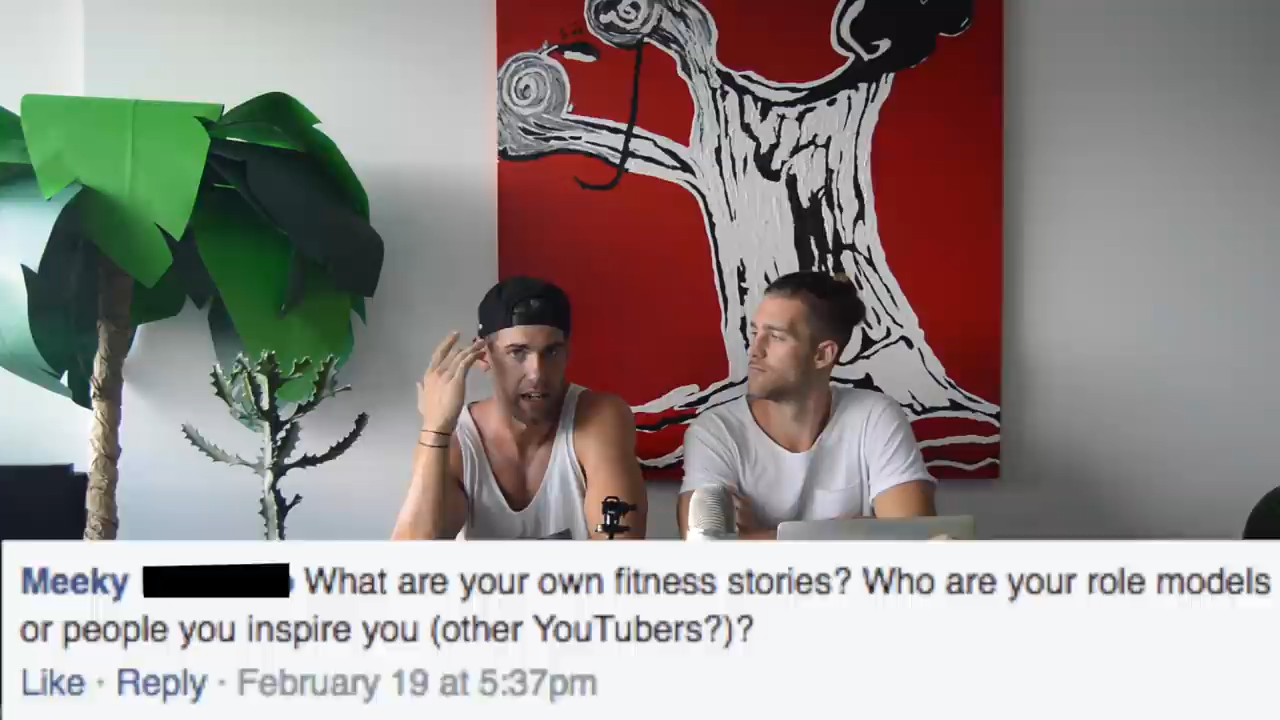 Meeky What are your own fitness stories? Who are your role models
or people you inspire you (other YouTubers?)?
Like · Reply · February 19 at 5:37pm